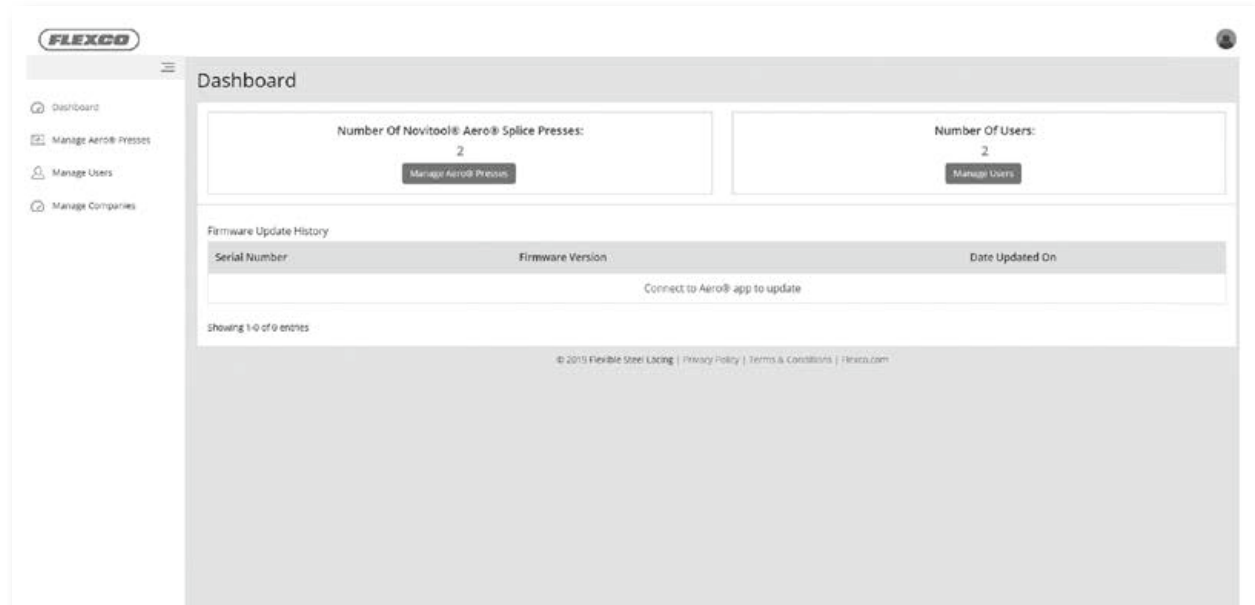 FLEXCO
Dashboard
Manage Aero® Presses
Manage Users
Manage Companies
Dashboard
Number Of Novitool® Aero® Splice Presses:
2
Manage Aero® Presses
Number Of Users:
2
Manage Users
Firmware Update History
Serial Number Firmware Version Date Updated On
Connect to Aero® app to update
Showing 1-0 of 0 entries
© 2019 Flexible Steel Lacing | Privacy Policy | Terms & Conditions | Flexco.com